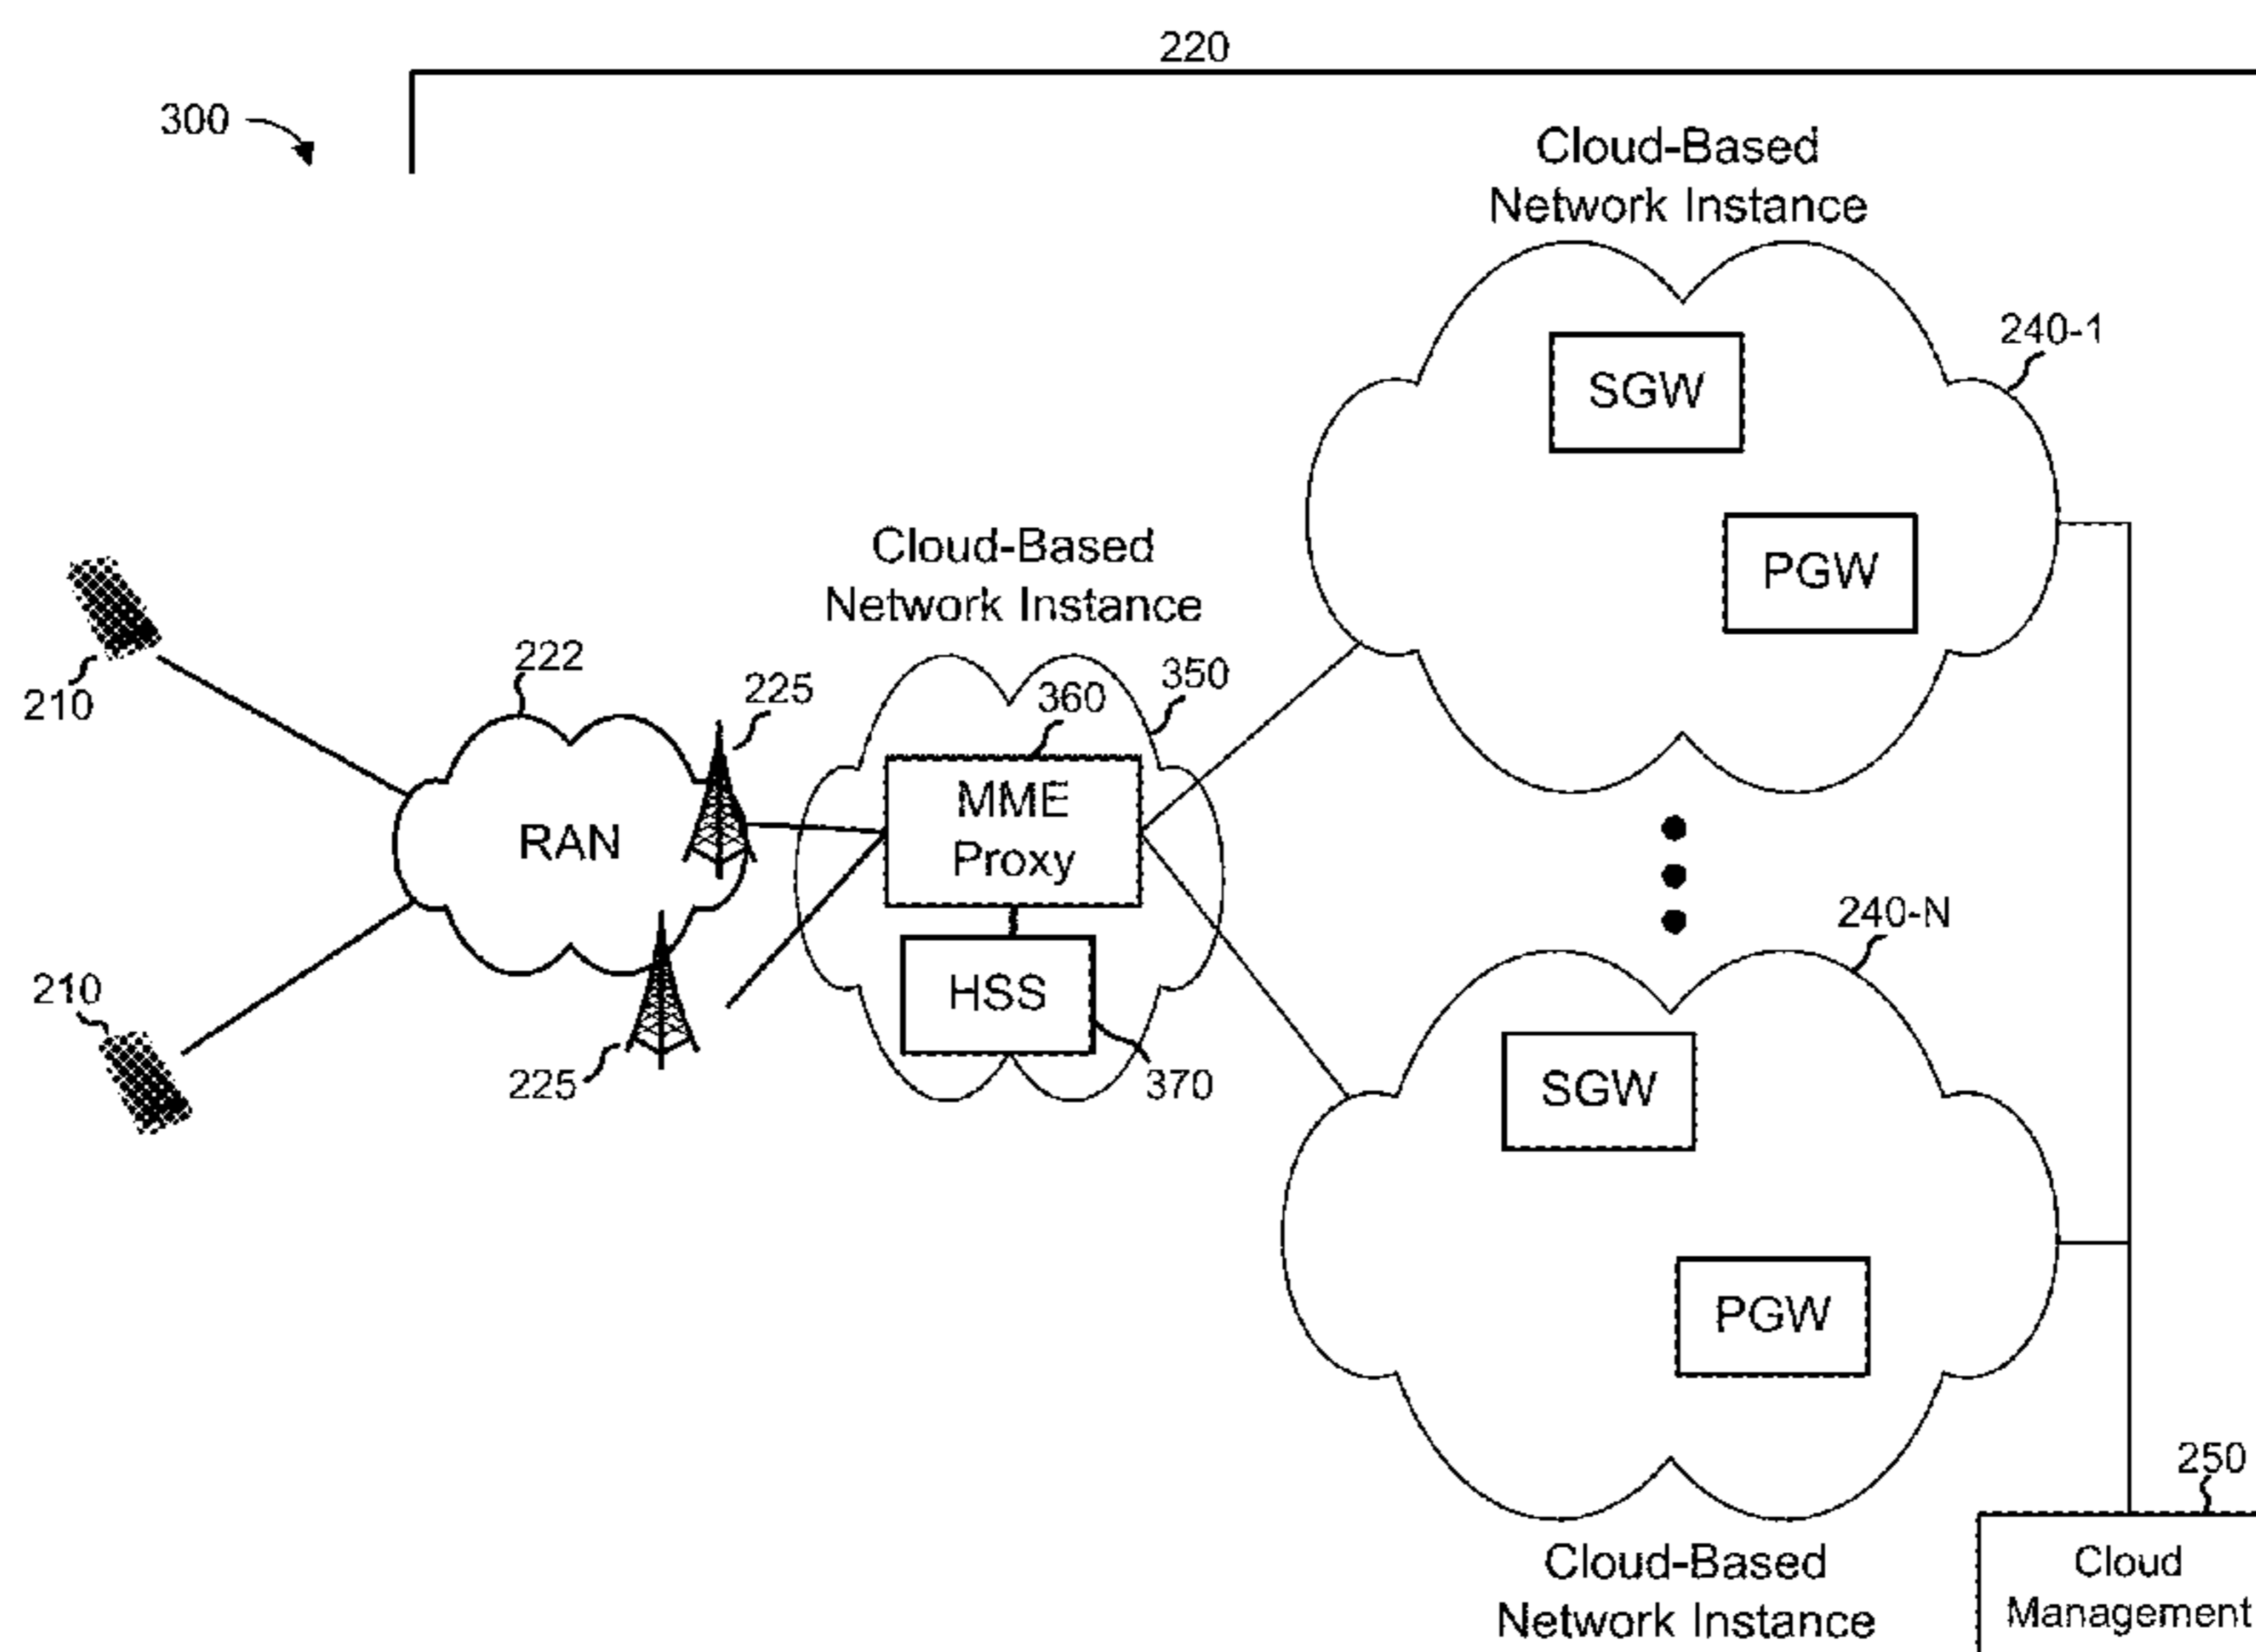 220
300
Cloud-Based
Network Instance
240-1
SGW
PGW
Cloud-Based
Network Instance
210
222
225
360
350
MME
Proxy
RAN
HSS
370
210
225
240-N
SGW
PGW
250
Cloud-Based
Network Instance
Cloud
Management